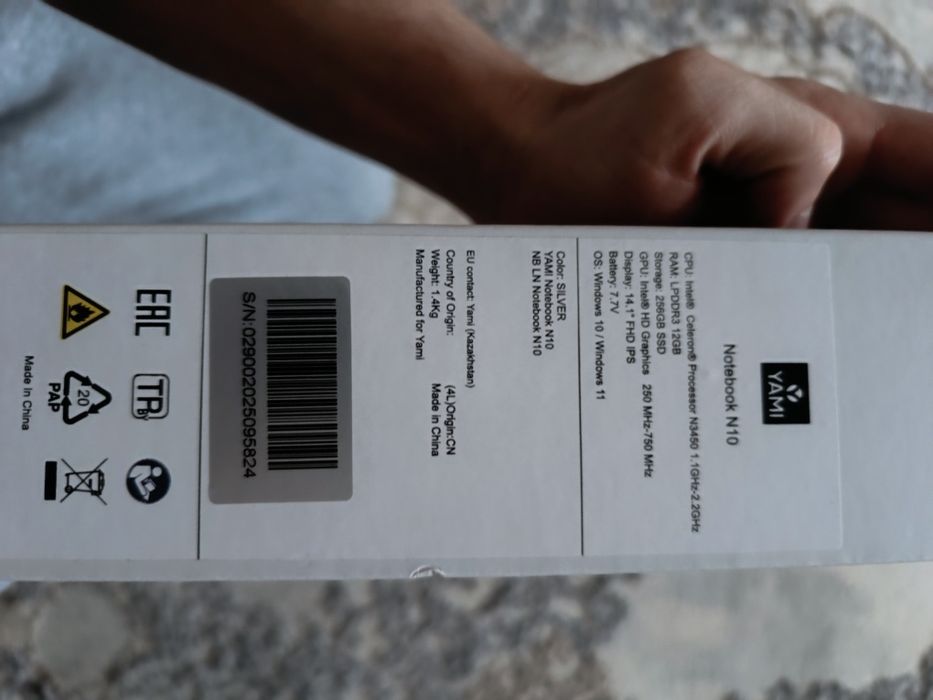 YAMI
Notebook N10
CPU: Intel® Celeron® Processor N3450 1.1GHz-2.2GHz
RAM: LPDDR3 12GB
Storage: 256GB SSD
GPU: Intel® HD Graphics 250 MHz-750 MHz
Display: 14.1" FHD IPS
Battery: 7.7V
OS: Windows 10 / Windows 11
Color: SILVER
YAMI Notebook N10
NB LN Notebook N10
EU contact: Yami (Kazakhstan)
Country of Origin: (4L)Origin:CN
Weight: 1.4Kg Made in China
Manufactured for Yami
S/N:0290020250958​24
EAC TR BY
20
PAP
Made In China